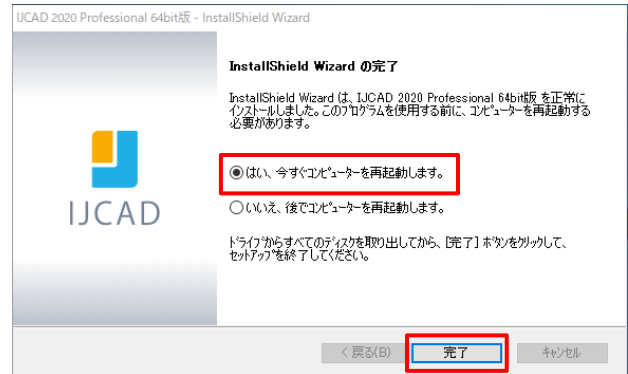 IJCAD 2020 Professional 64bit版 - InstallShield Wizard
InstallShield Wizard の完了
InstallShield Wizard は、IJCAD 2020 Professional 64bit版 を正常に
インストールしました。このプログラムを使用する前に、コンピューターを再起動する
必要があります。
はい、今すぐコンピューターを再起動します。
IJCAD
いいえ、後でコンピューターを再起動します。
ドライブからすべてのディスクを取り出してから、[完了] ボタンをクリックして、
セットアップを終了してください。
< 戻る(B)
完了
キャンセル